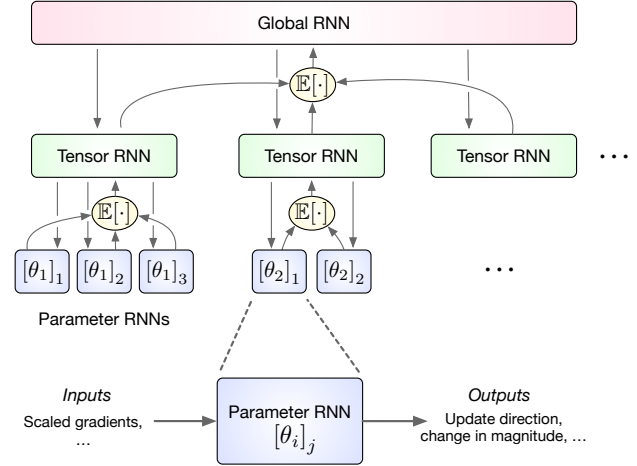 Global RNN
𝔼[·]
Tensor RNN
Tensor RNN
Tensor RNN
...
𝔼[·]
𝔼[·]
[θ₁]₁
[θ₁]₂
[θ₁]₃
[θ₂]₁
[θ₂]₂
...
Parameter RNNs
Inputs
Scaled gradients,
...
Parameter RNN
[θᵢ]ⱼ
Outputs
Update direction,
change in magnitude, ...